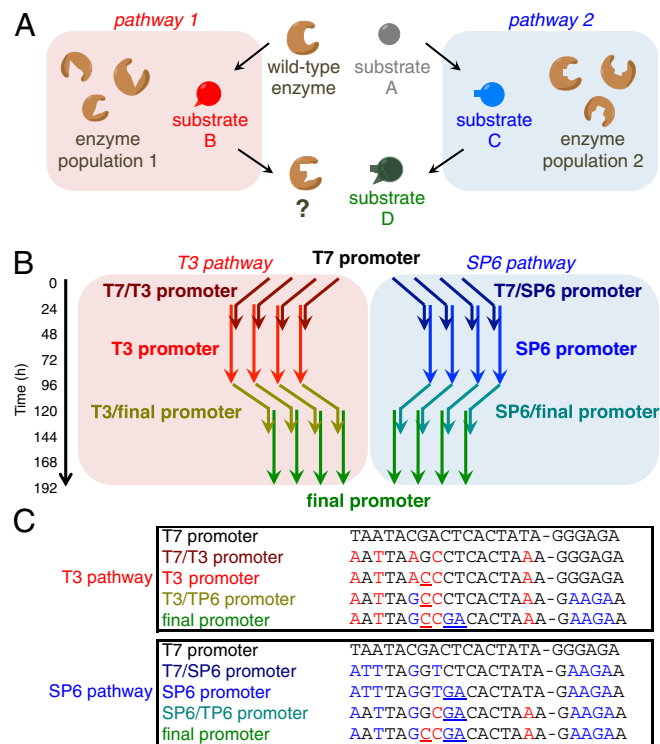 A
pathway 1
pathway 2
wild-type
enzyme
substrate
A
substrate
B
substrate
C
enzyme
population 1
enzyme
population 2
?
substrate
D
B
T3 pathway
T7 promoter
SP6 pathway
T7/T3 promoter
T7/SP6 promoter
T3 promoter
SP6 promoter
T3/final promoter
SP6/final promoter
final promoter
Time (h)
0
24
48
72
96
120
144
168
192
C
T3 pathway
T7 promoter TAATACGACTCACTATA-GGGAGA
T7/T3 promoter AATTAAGCCTCACTAAA-GGGAGA
T3 promoter AATTAACCCTCACTAAA-GGGAGA
T3/TP6 promoter AATTAGCCCTCACTAAA-GAAGAA
final promoter AATTAGCCGACACTAAA-GAAGAA
SP6 pathway
T7 promoter TAATACGACTCACTATA-GGGAGA
T7/SP6 promoter ATTTAGGTCTCACTATA-GAAGAA
SP6 promoter ATTTAGGTGACACTATA-GAAGAA
SP6/TP6 promoter AATTAGGCGACACTAAA-GAAGAA
final promoter AATTAGCCGACACTAAA-GAAGAA